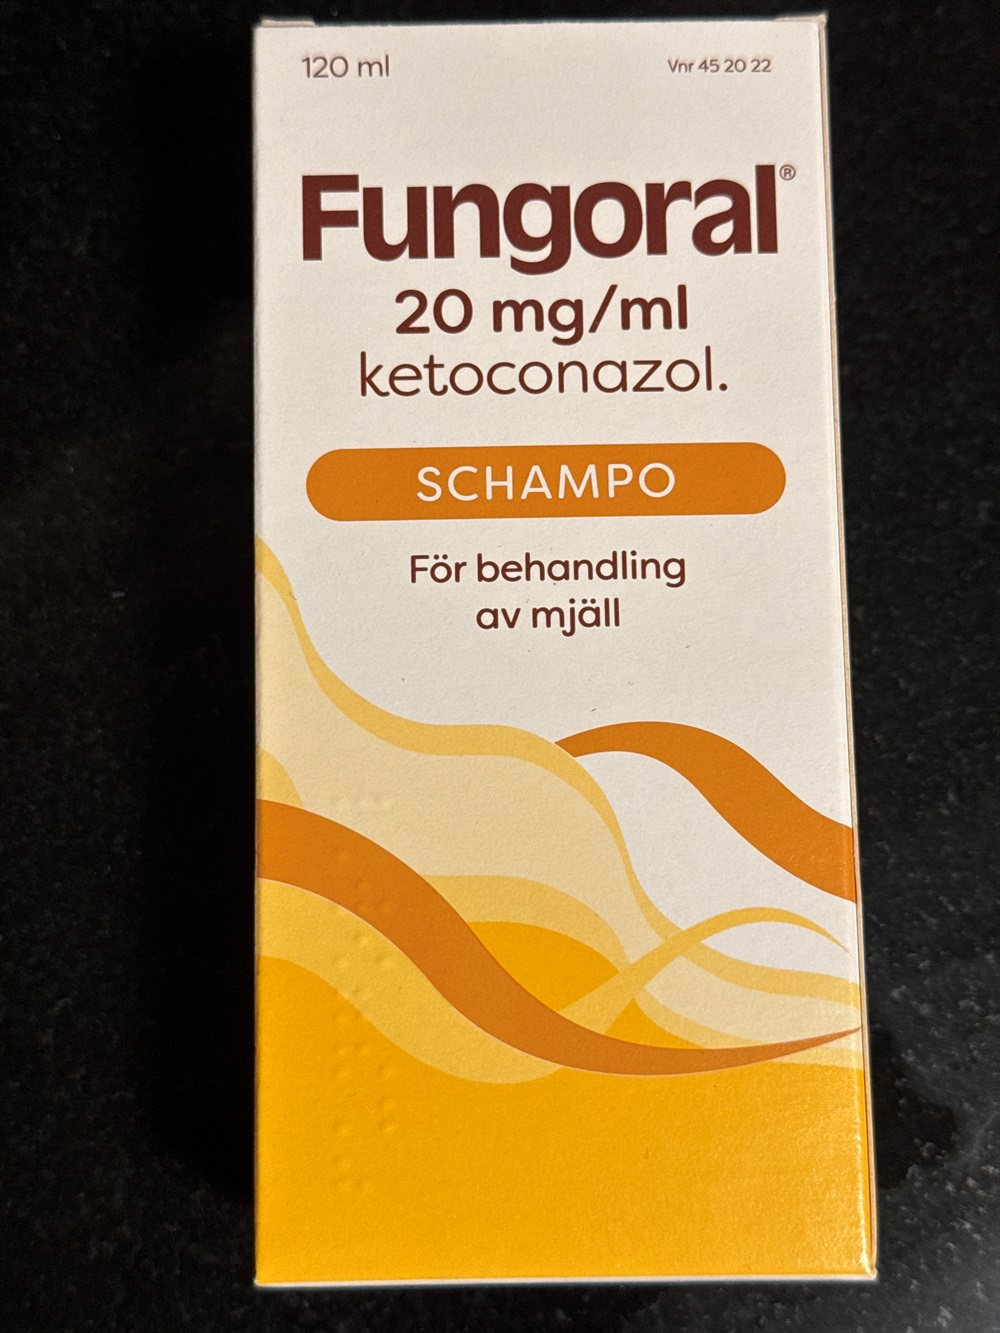 120 ml
Vnr 45 20 22
Fungoral®
20 mg/ml
ketoconazol.
SCHAMPO
För behandling
av mjäll